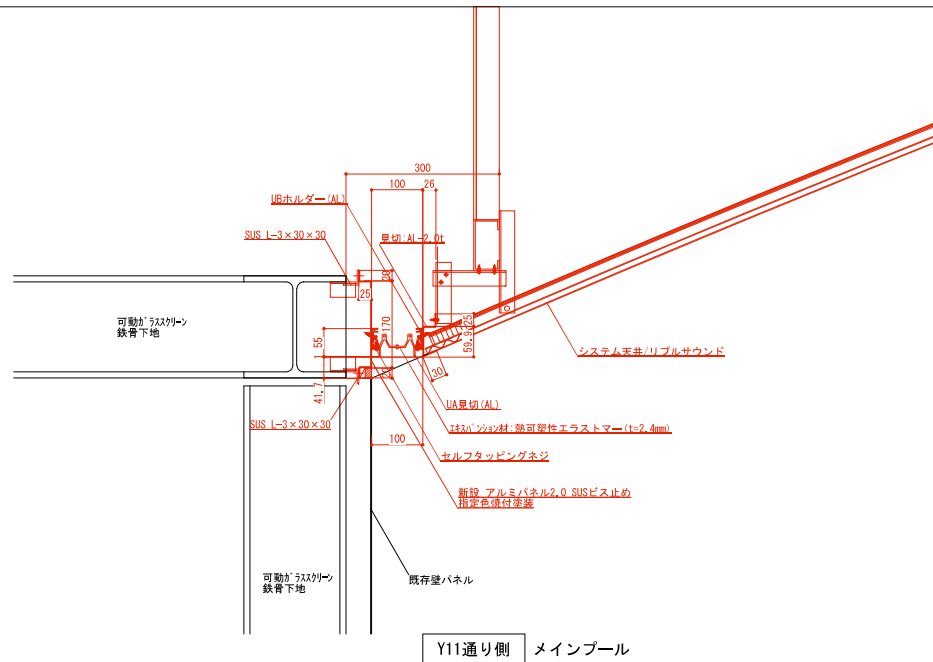 300
100
26
UBホルダー(AL)
SUS L-3×30×30
見切:AL-2.0t
20
25
170
25
59.9
可動ｶﾞﾗｽｽｸﾘｰﾝ
鉄骨下地
55
システム天井/リブルサウンド
30
41.7
UA見切(AL)
SUS L-3×30×30
ｴｷｽﾊﾟﾝｼｮﾝ材:熱可塑性エラストマー(t=2.4mm)
100
セルフタッピングネジ
新設 アルミパネル2.0 SUSビス止め
指定色焼付塗装
可動ｶﾞﾗｽｽｸﾘｰﾝ
鉄骨下地
既存壁パネル
Y11通り側 メインプール